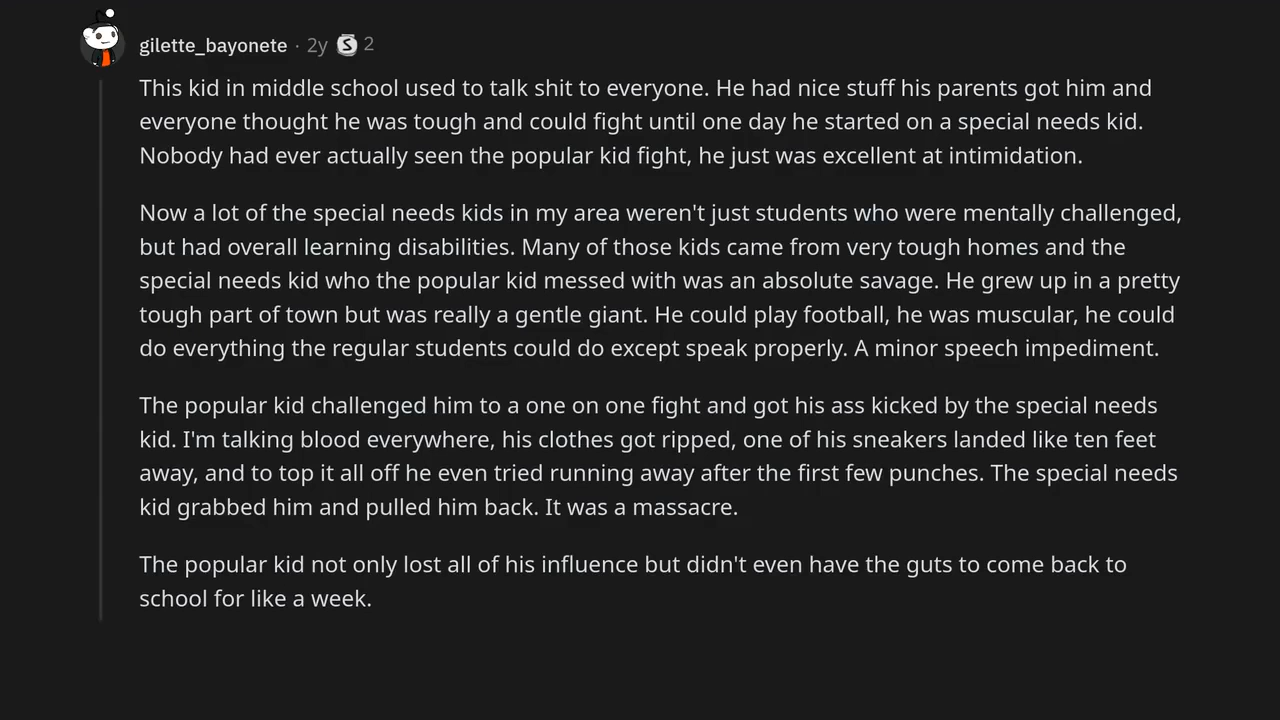 gilette_bayonete · 2y S 2
This kid in middle school used to talk shit to everyone. He had nice stuff his parents got him and
everyone thought he was tough and could fight until one day he started on a special needs kid.
Nobody had ever actually seen the popular kid fight, he just was excellent at intimidation.
Now a lot of the special needs kids in my area weren't just students who were mentally challenged,
but had overall learning disabilities. Many of those kids came from very tough homes and the
special needs kid who the popular kid messed with was an absolute savage. He grew up in a pretty
tough part of town but was really a gentle giant. He could play football, he was muscular, he could
do everything the regular students could do except speak properly. A minor speech impediment.
The popular kid challenged him to a one on one fight and got his ass kicked by the special needs
kid. I'm talking blood everywhere, his clothes got ripped, one of his sneakers landed like ten feet
away, and to top it all off he even tried running away after the first few punches. The special needs
kid grabbed him and pulled him back. It was a massacre.
The popular kid not only lost all of his influence but didn't even have the guts to come back to
school for like a week.